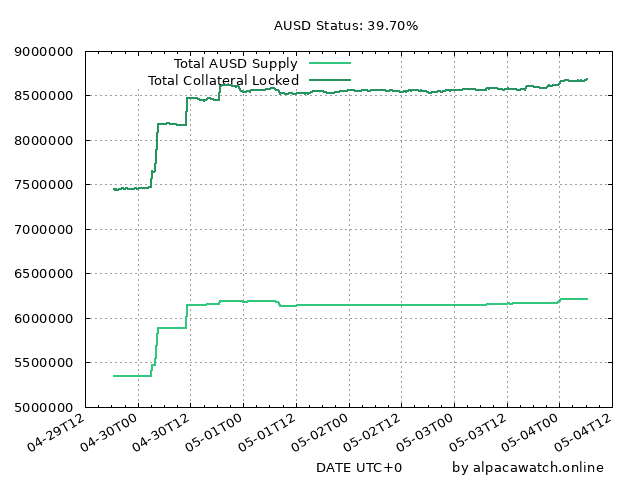 AUSD Status: 39.70%
9000000
Total AUSD Supply
Total Collateral Locked
8500000
8000000
7500000
7000000
6500000
6000000
5500000
5000000
04-29T12
04-30T00
04-30T12
05-01T00
05-01T12
05-02T00
05-02T12
05-03T00
05-03T12
05-04T00
05-04T12
DATE UTC+0
by alpacawatch.online